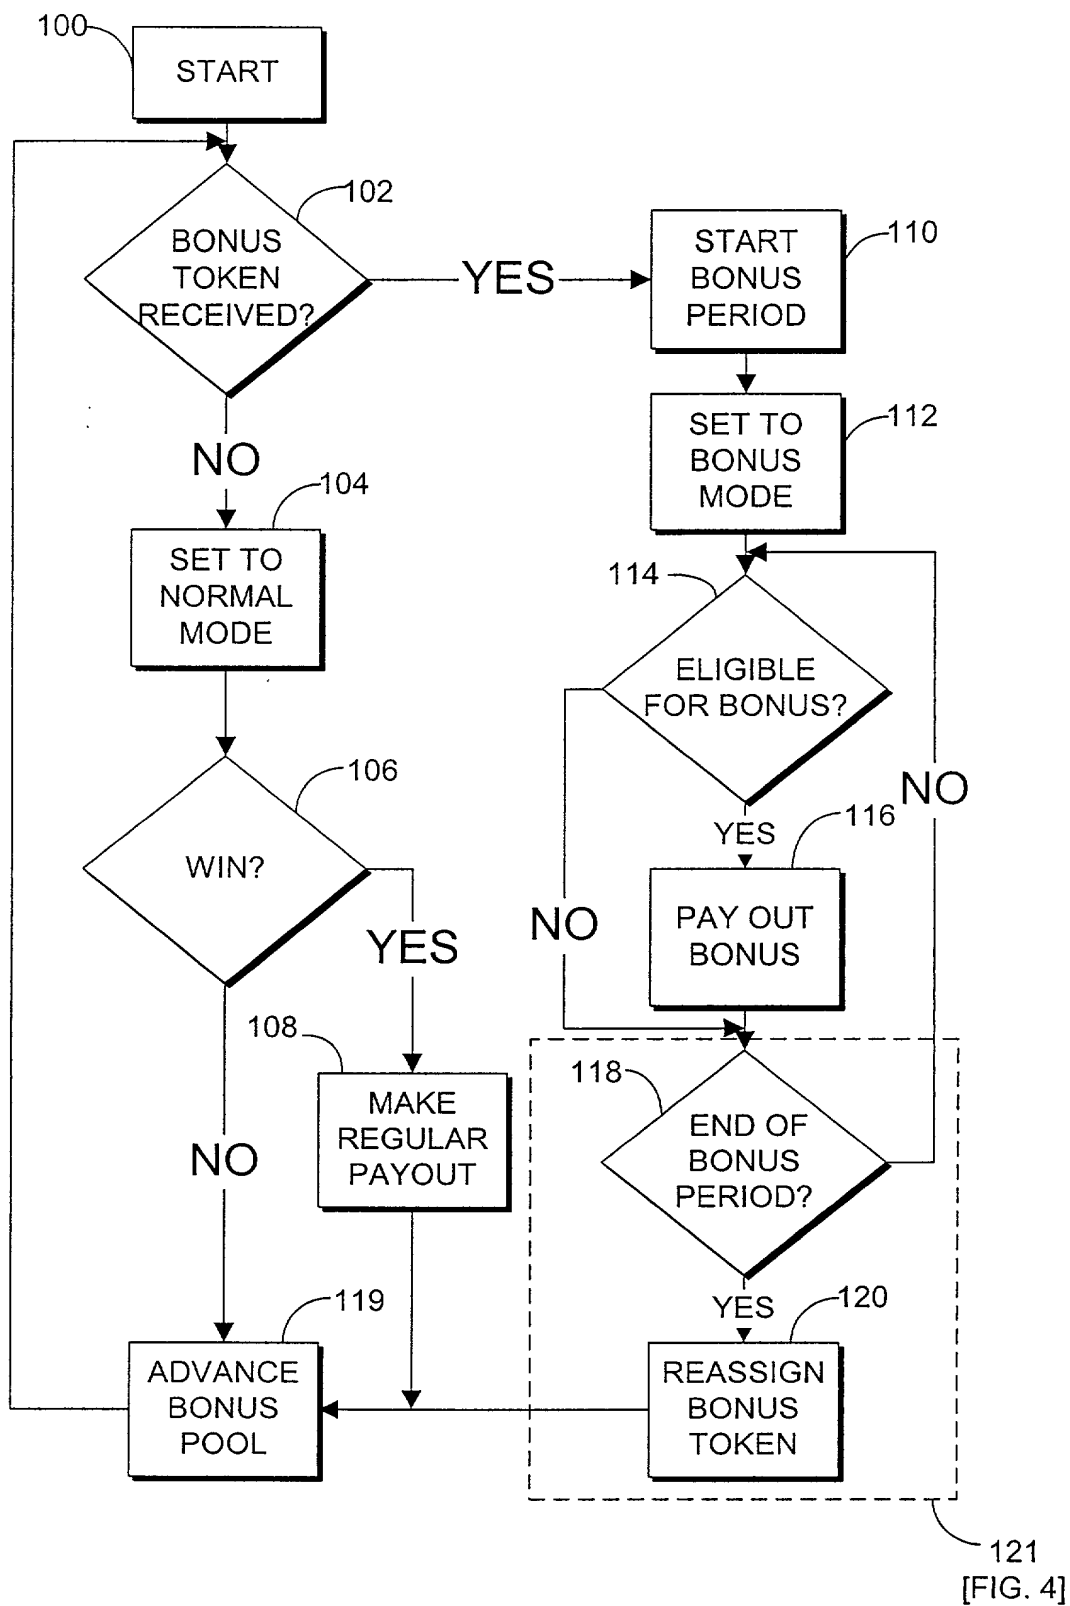 100
START
102
BONUS
TOKEN
RECEIVED?
YES
START
BONUS
PERIOD
110
NO
SET TO
BONUS
MODE
112
104
SET TO
NORMAL
MODE
114
ELIGIBLE
FOR BONUS?
NO
106
WIN?
YES
YES
116
PAY OUT
BONUS
NO
108
MAKE
REGULAR
PAYOUT
NO
118
END OF
BONUS
PERIOD?
YES
119
ADVANCE
BONUS
POOL
120
REASSIGN
BONUS
TOKEN
121
[FIG. 4]